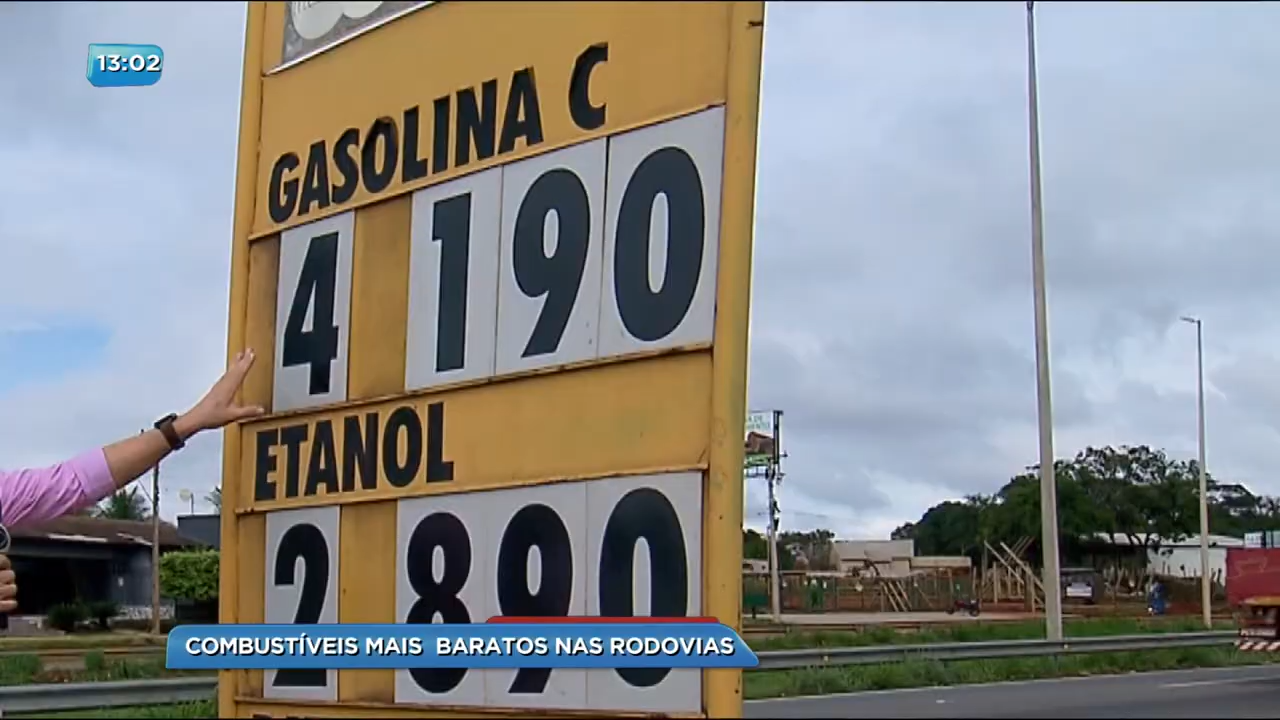 13:02
GASOLINA C
4 190
ETANOL
2 890
COMBUSTÍVEIS MAIS BARATOS NAS RODOVIAS